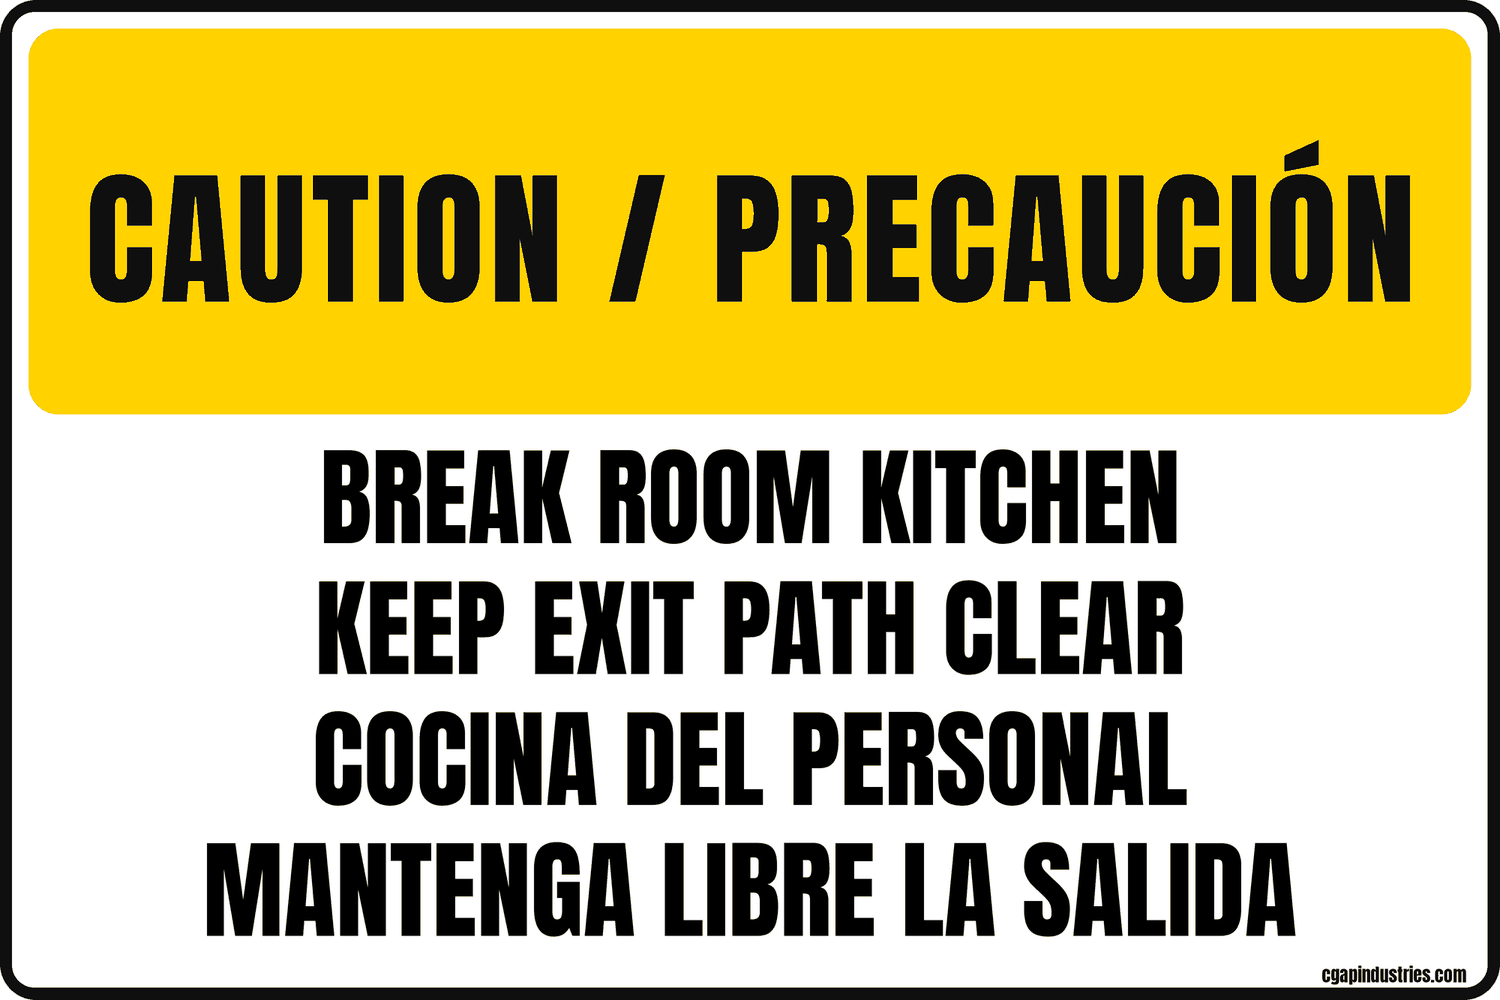 CAUTION / PRECAUCIÓN
BREAK ROOM KITCHEN
KEEP EXIT PATH CLEAR
COCINA DEL PERSONAL
MANTENGA LIBRE LA SALIDA
cgapindustries.com